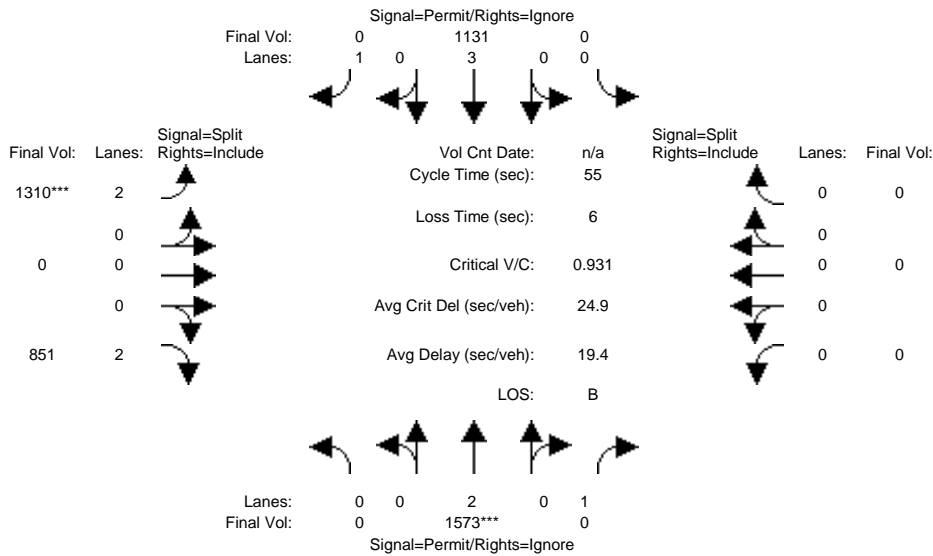 Signal=Permit/Rights=Ignore
Final Vol: 0 1131 0
Lanes: 1 0 3 0 0
Signal=Split Signal=Split
Final Vol: Lanes: Rights=Include Vol Cnt Date: n/a Rights=Include Lanes: Final Vol:
1310*** 2 Cycle Time (sec): 55 0 0
0 Loss Time (sec): 6 0
0 0 Critical V/C: 0.931 0 0
0 Avg Crit Del (sec/veh): 24.9 0
851 2 Avg Delay (sec/veh): 19.4 0 0
LOS: B
Lanes: 0 0 2 0 1
Final Vol: 0 1573*** 0
Signal=Permit/Rights=Ignore